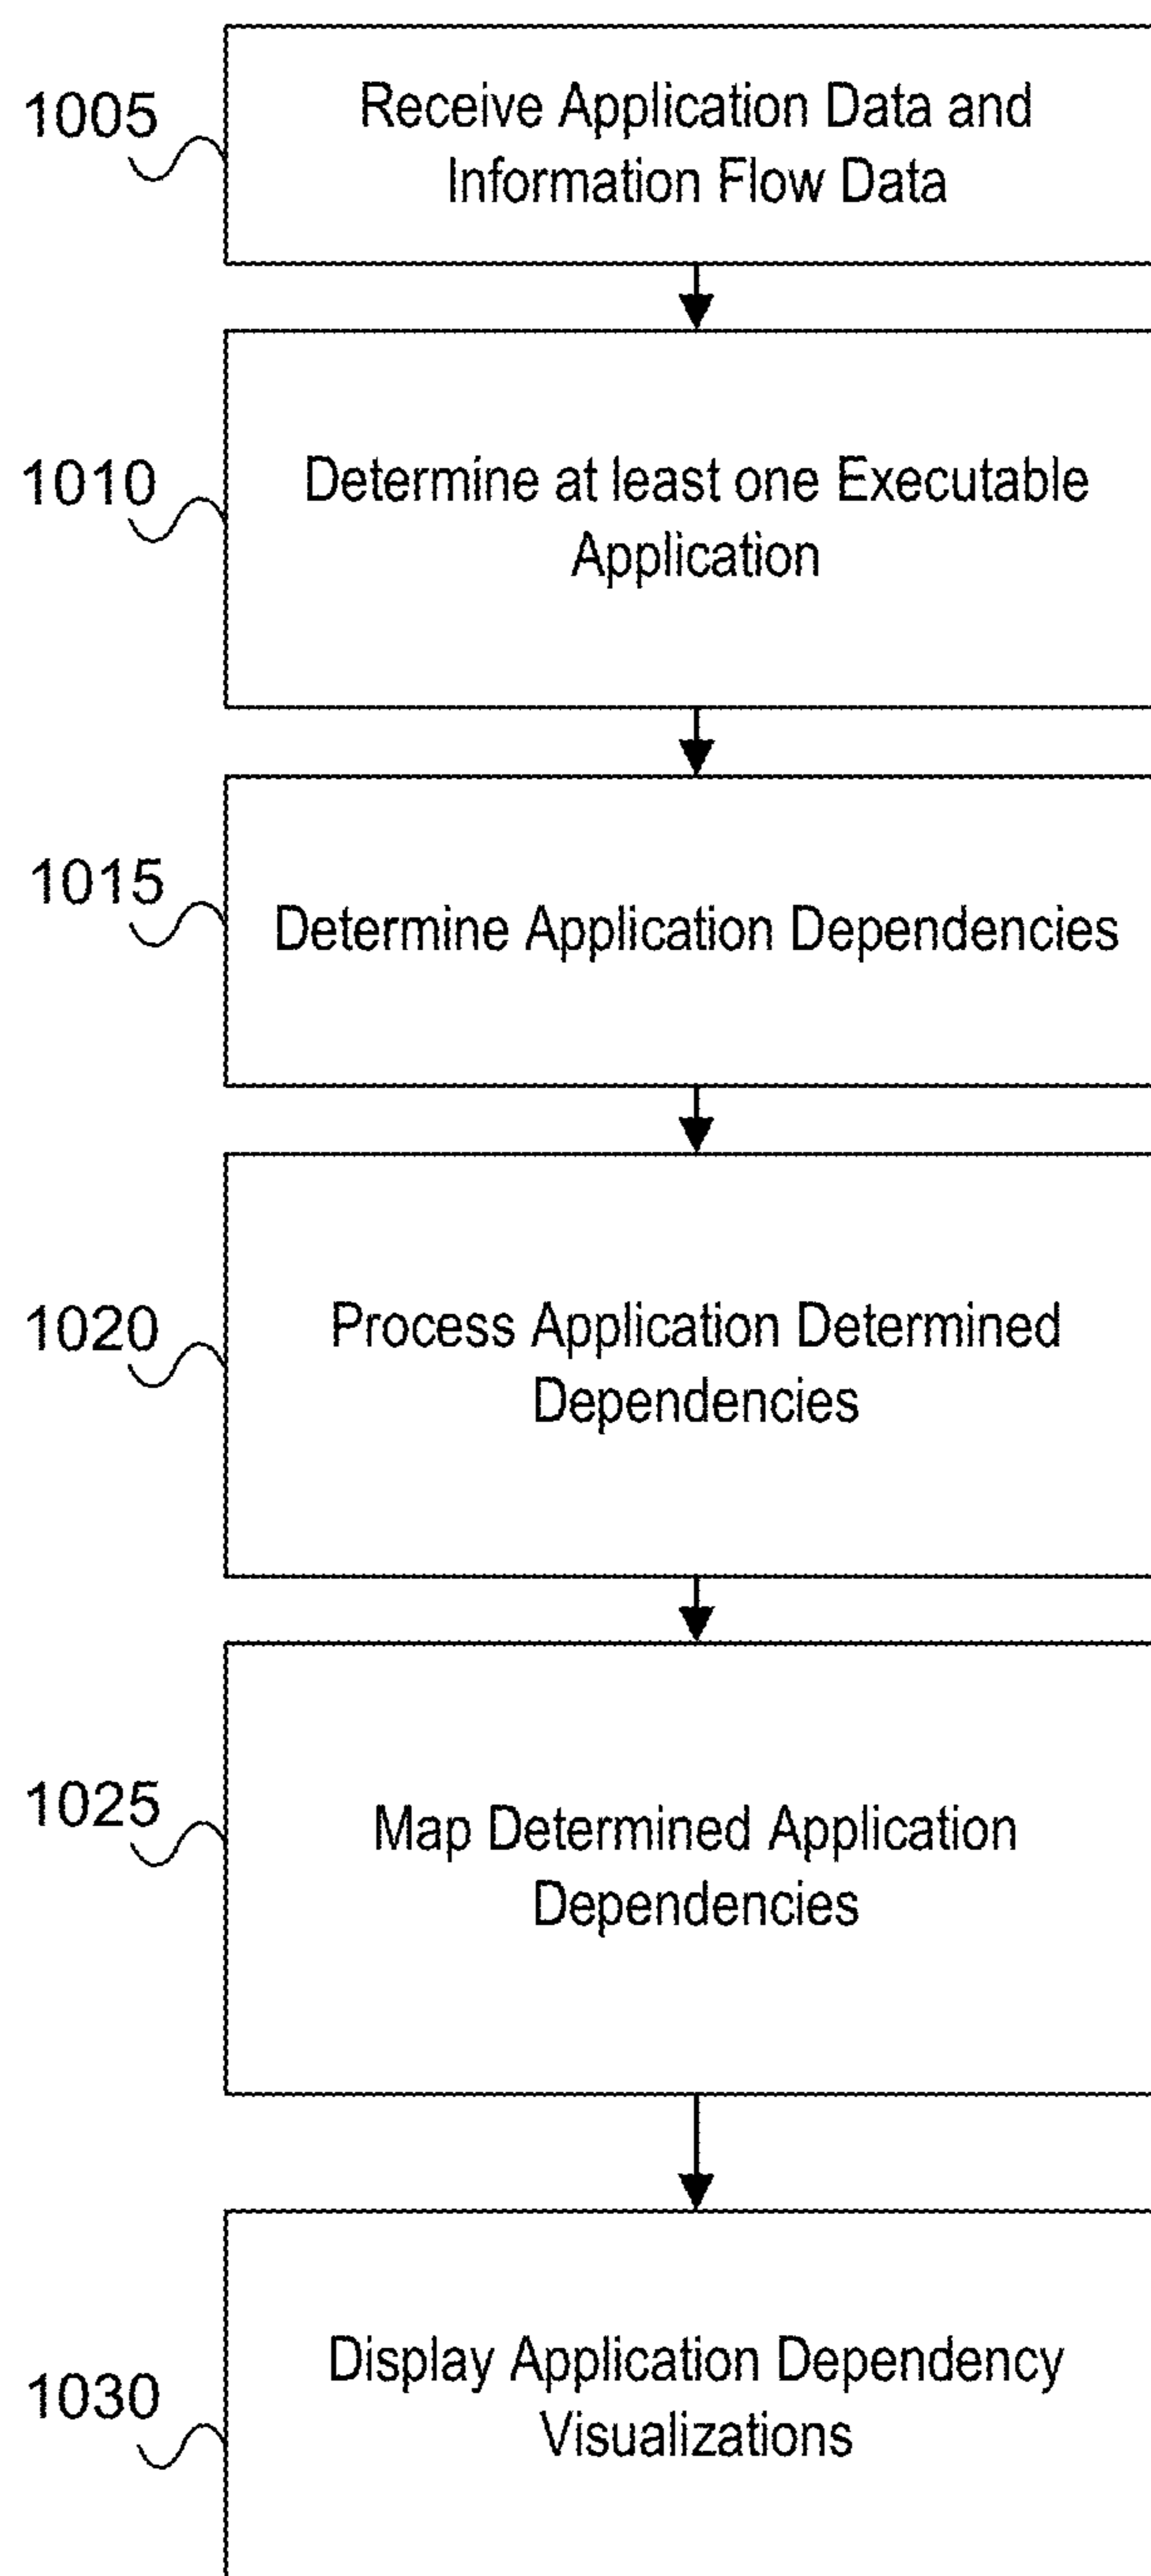 1005
Receive Application Data and
Information Flow Data
1010
Determine at least one Executable
Application
1015
Determine Application Dependencies
1020
Process Application Determined
Dependencies
1025
Map Determined Application
Dependencies
1030
Display Application Dependency
Visualizations